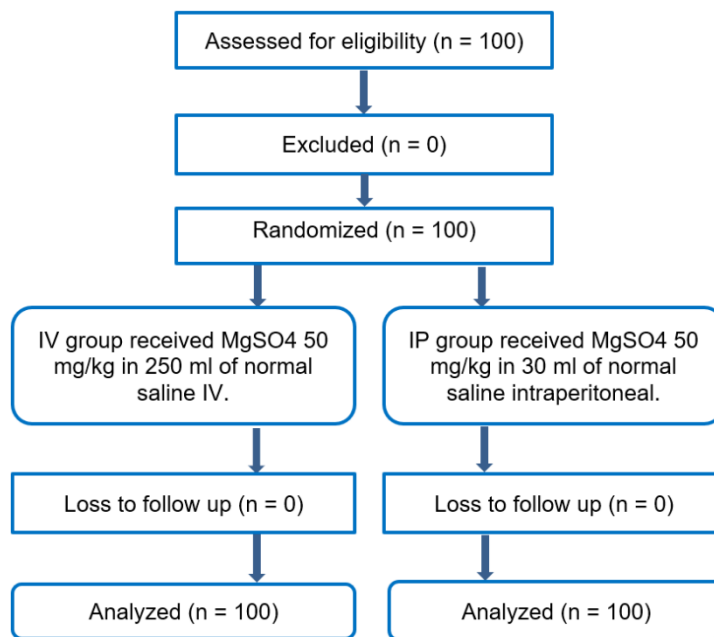 Assessed for eligibility (n = 100)
Excluded (n = 0)
Randomized (n = 100)
IV group received MgSO4 50
mg/kg in 250 ml of normal
saline IV.
IP group received MgSO4 50
mg/kg in 30 ml of normal
saline intraperitoneal.
Loss to follow up (n = 0)
Loss to follow up (n = 0)
Analyzed (n = 100)
Analyzed (n = 100)